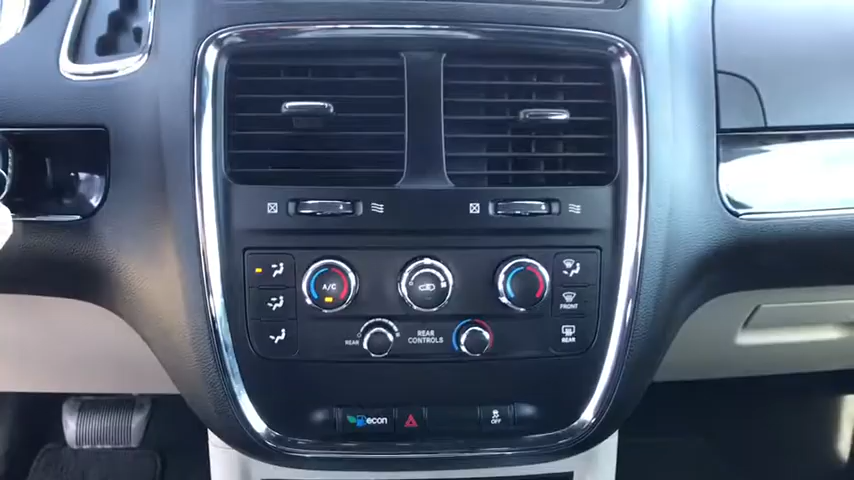 A/C
FRONT
REAR
REAR
CONTROLS
REAR
econ
OFF